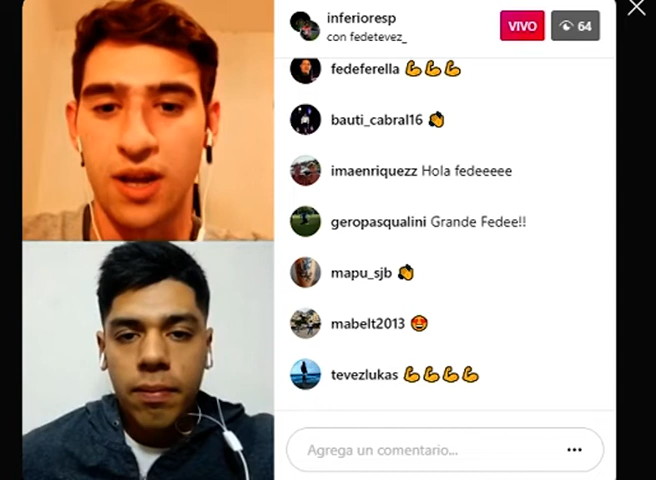 inferioresp
con fedetevez_
VIVO
64
fedeferella 💪💪💪
bauti_cabral16 👏
imaenriquezz Hola fedeeeee
geropasqualini Grande Fedee!!
mapu_sjb 👏
mabelt2013 😍
tevezlukas 💪💪💪💪
Agrega un comentario...